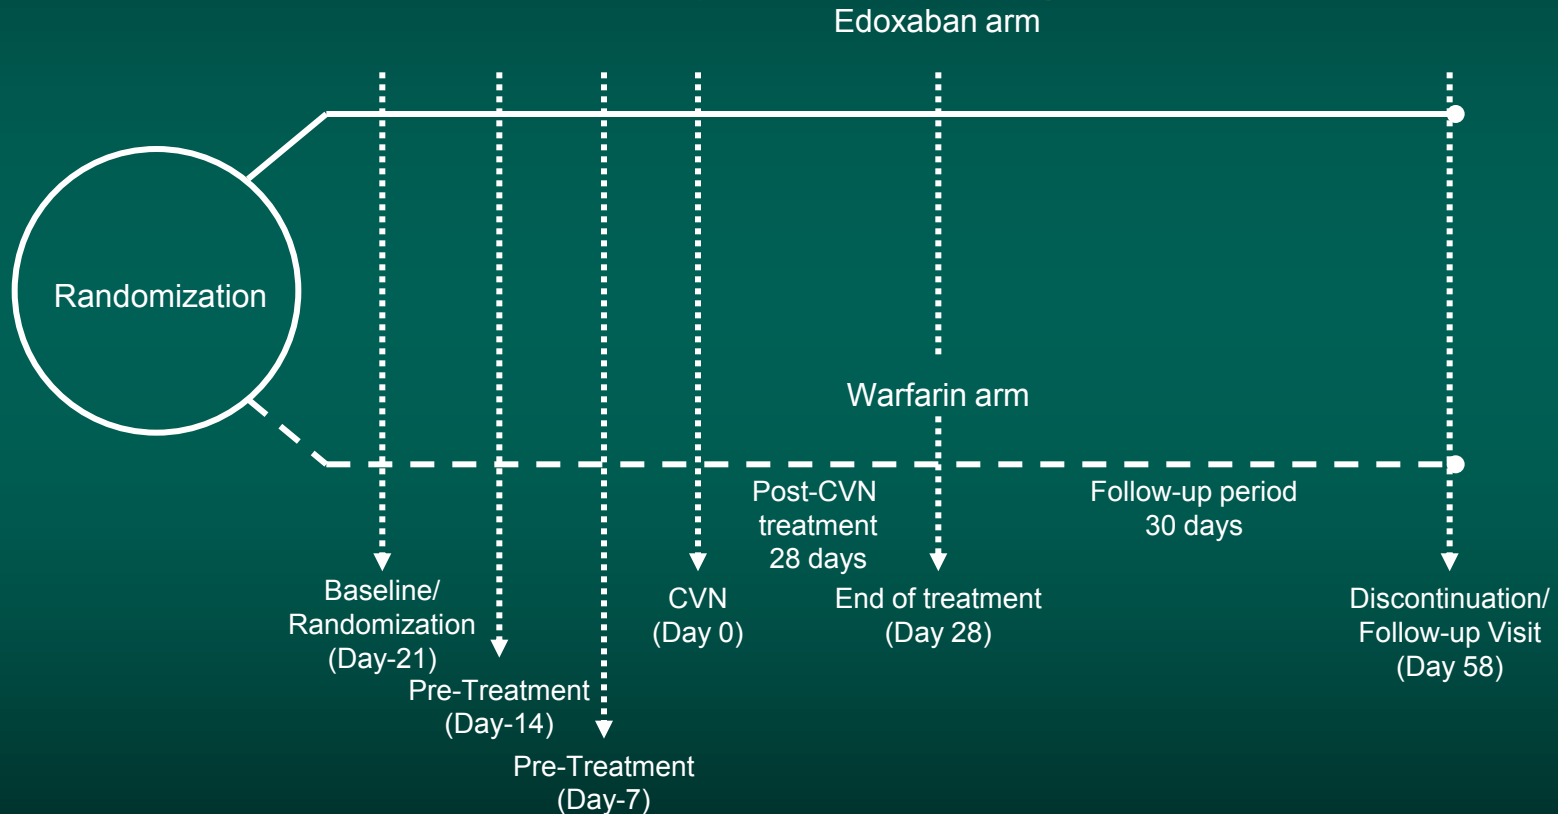 Edoxaban arm
Randomization
Warfarin arm
Post-CVN
treatment
28 days
Follow-up period
30 days
Baseline/
Randomization
(Day-21)
Pre-Treatment
(Day-14)
Pre-Treatment
(Day-7)
CVN
(Day 0)
End of treatment
(Day 28)
Discontinuation/
Follow-up Visit
(Day 58)